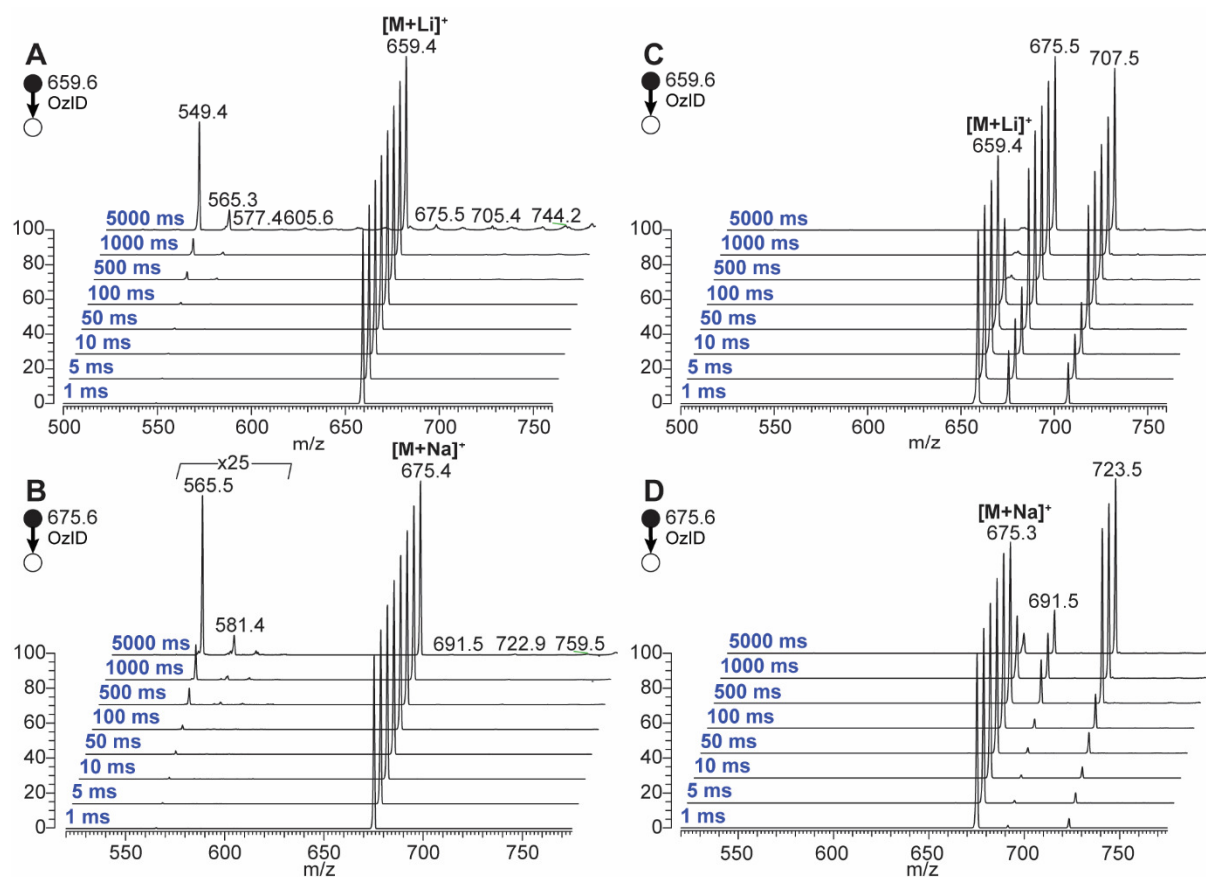 A
659.6
OzID
[M+Li]+
659.4
549.4
565.3
577.4605.6
675.5
705.4
744.2
5000 ms
1000 ms
500 ms
100 ms
50 ms
10 ms
5 ms
1 ms
100
80
60
40
20
0
500
550
600
650
700
750
m/z
C
659.6
OzID
675.5
707.5
[M+Li]+
659.4
5000 ms
1000 ms
500 ms
100 ms
50 ms
10 ms
5 ms
1 ms
100
80
60
40
20
0
500
550
600
650
700
750
m/z
B
675.6
OzID
x25
[M+Na]+
565.5
675.4
581.4
691.5
722.9
759.5
5000 ms
1000 ms
500 ms
100 ms
50 ms
10 ms
5 ms
1 ms
100
80
60
40
20
0
550
600
650
700
750
m/z
D
675.6
OzID
723.5
[M+Na]+
675.3
691.5
5000 ms
1000 ms
500 ms
100 ms
50 ms
10 ms
5 ms
1 ms
100
80
60
40
20
0
550
600
650
700
750
m/z